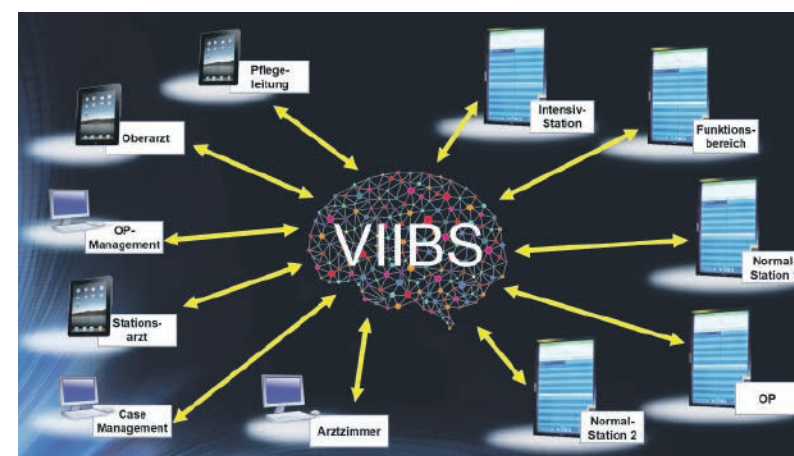 Pflege-
leitung
Oberarzt
OP-
Management
Stations-
arzt
Case
Management
Arztzimmer
VIIBS
Intensiv-
Station
Funktions-
bereich
Normal-
Station
OP
Normal-
Station 2